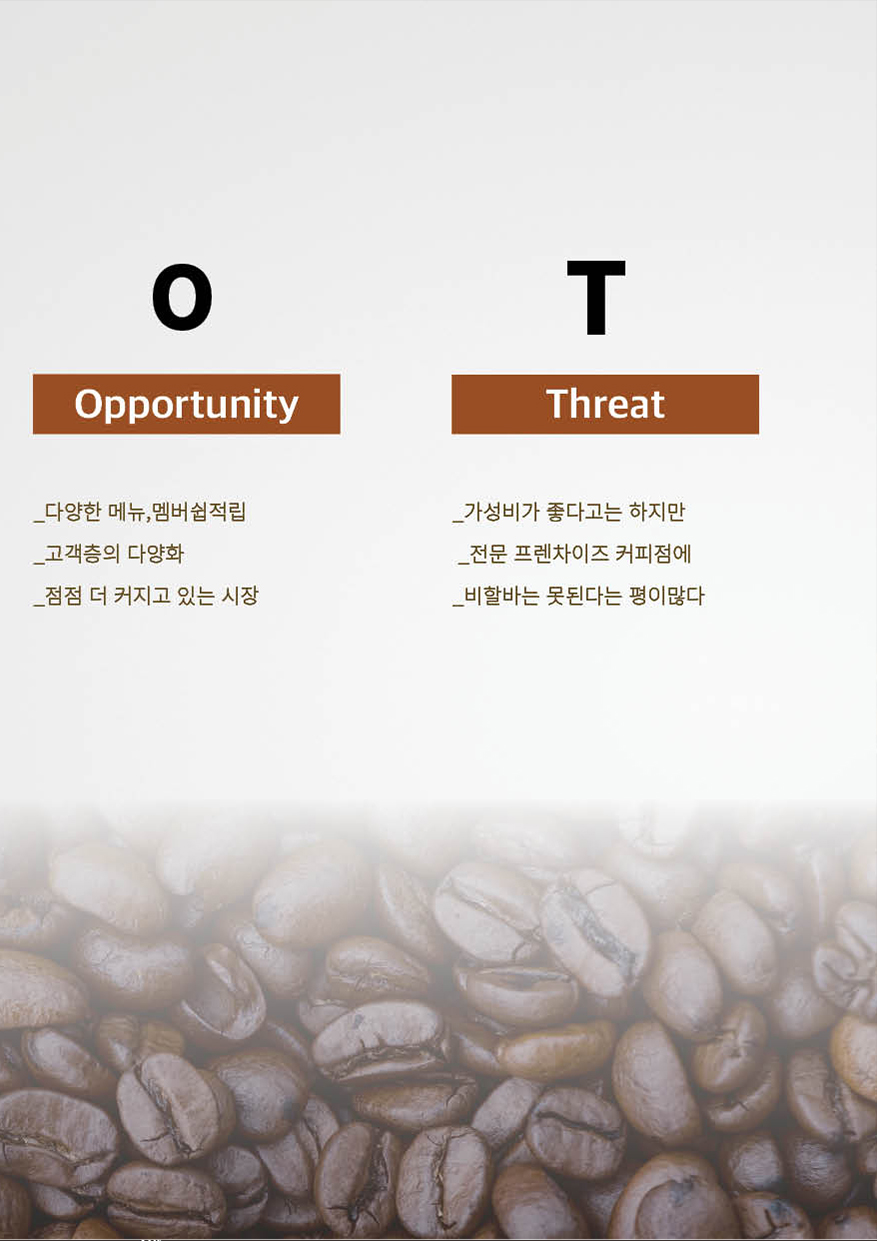 O
Opportunity
_다양한 메뉴,멤버쉽적립
_고객층의 다양화
_점점 더 커지고 있는 시장
T
Threat
_가성비가 좋다고는 하지만
_전문 프렌차이즈 커피점에
_비할바는 못된다는 평이많다